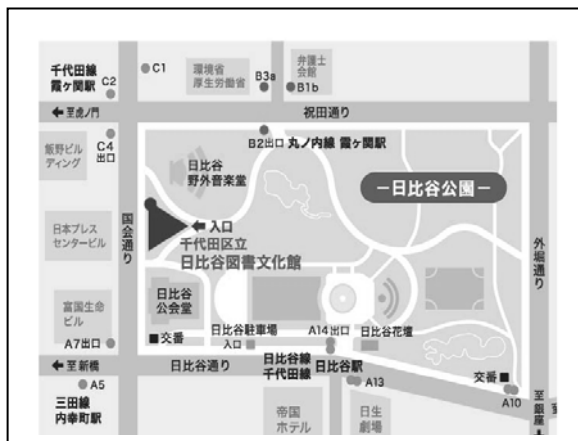 千代田線
霞ヶ関駅
C2
C1
環境省
厚生労働省
B3a
弁護士
会館
B1b
至虎ノ門
祝田通り
飯野ビル
ディング
C4
出口
B2出口 丸ノ内線 霞ヶ関駅
日比谷
野外音楽堂
－日比谷公園－
入口
千代田区立
日比谷図書文化館
日本プレス
センタービル
国会通り
外堀通り
日比谷
公会堂
富国生命
ビル
A7出口
交番
日比谷駐車場
入口
A14出口
日比谷花壇
至新橋
日比谷通り
日比谷線
千代田線
日比谷駅
A13
交番
A10
至銀座
A5
三田線
内幸町駅
帝国
ホテル
日生
劇場